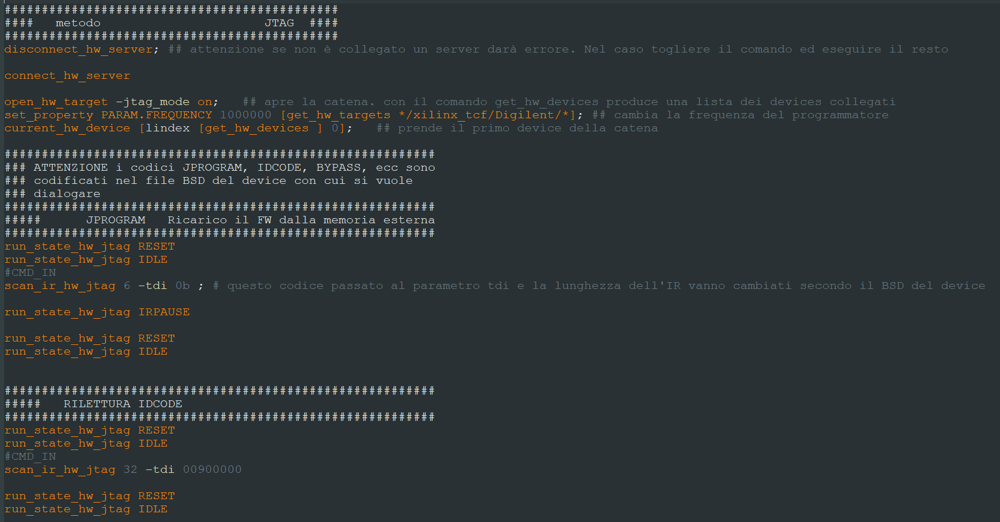 #############################################
####   metodo                      JTAG  ####
#############################################
disconnect_hw_server; ## attenzione se non è collegato un server darà errore. Nel caso togliere il comando ed eseguire il resto
connect_hw_server
open_hw_target -jtag_mode on;   ## apre la catena. con il comando get_hw_devices produce una lista dei devices collegati
set_property PARAM.FREQUENCY 1000000 [get_hw_targets */xilinx_tcf/Digilent/*]; ## cambia la frequenza del programmatore
current_hw_device [lindex [get_hw_devices ] 0];   ## prende il primo device della catena
##########################################################
### ATTENZIONE i codici JPROGRAM, IDCODE, BYPASS, ecc sono
### codificati nel file BSD del device con cui si vuole
### dialogare
##########################################################
#####      JPROGRAM   Ricarico il FW dalla memoria esterna
##########################################################
run_state_hw_jtag RESET
run_state_hw_jtag IDLE
#CMD_IN
scan_ir_hw_jtag 6 -tdi 0b ; # questo codice passato al parametro tdi e la lunghezza dell'IR vanno cambiati secondo il BSD del device
run_state_hw_jtag IRPAUSE
run_state_hw_jtag RESET
run_state_hw_jtag IDLE
##########################################################
#####   RILETTURA IDCODE
##########################################################
run_state_hw_jtag RESET
run_state_hw_jtag IDLE
#CMD_IN
scan_ir_hw_jtag 32 -tdi 00900000
run_state_hw_jtag RESET
run_state_hw_jtag IDLE